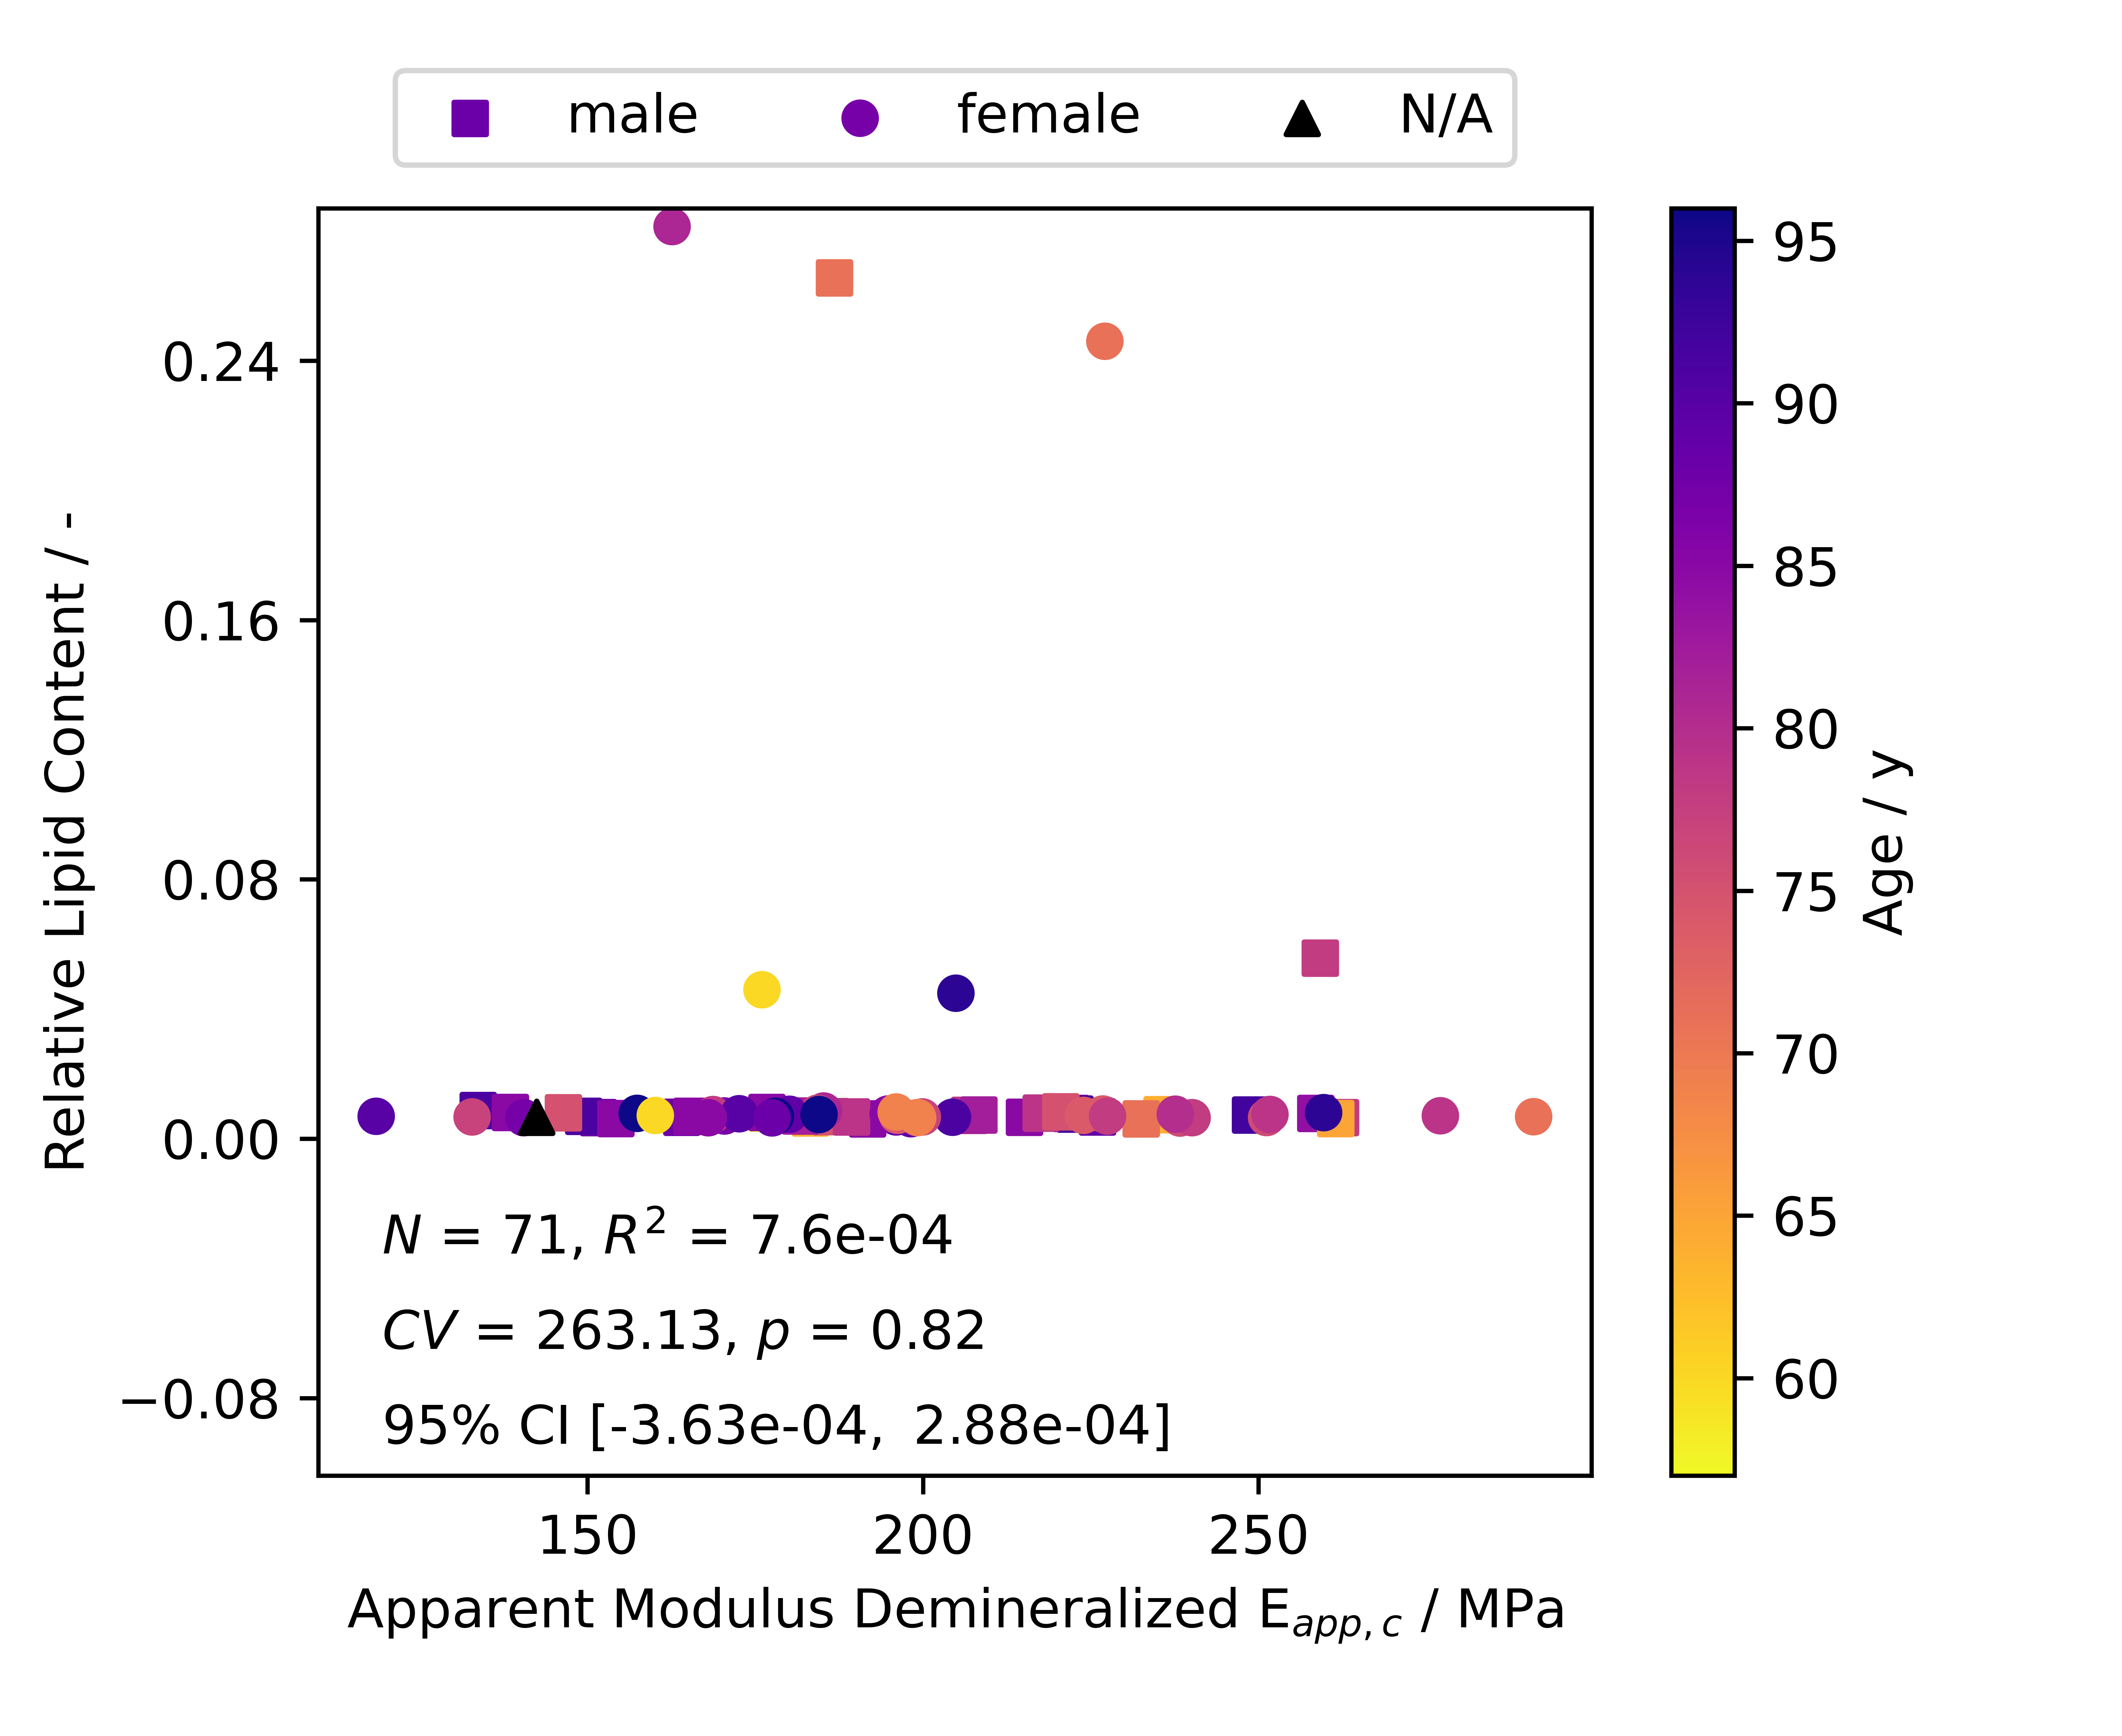 male female N/A
0.24
0.16
0.08
0.00
−0.08
Relative Lipid Content / -
N = 71, R² = 7.6e-04
CV = 263.13, p = 0.82
95% CI [-3.63e-04, 2.88e-04]
150 200 250
Apparent Modulus Demineralized E_app,c / MPa
95
90
85
80
75
70
65
60
Age / y